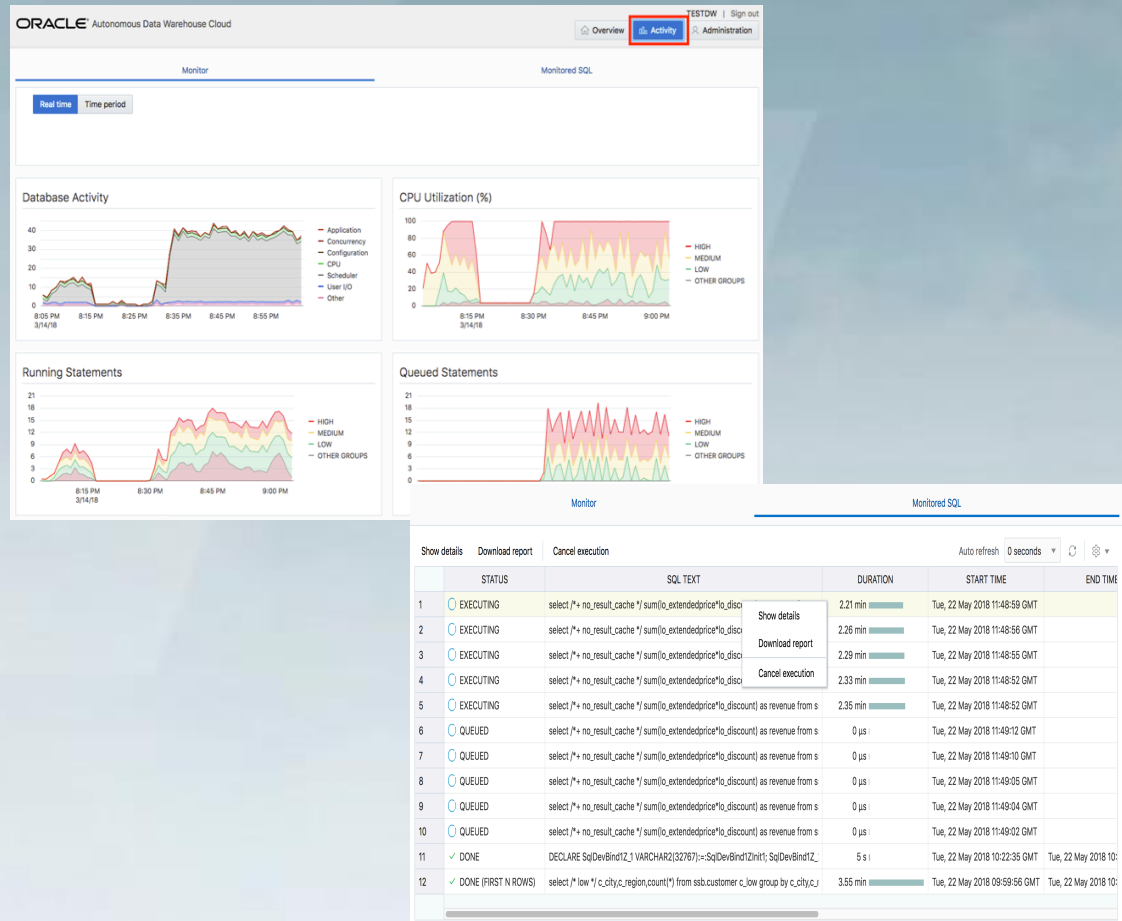 ORACLE Autonomous Data Warehouse Cloud
TESTDW | Sign out
Overview Activity Administration
Monitor Monitored SQL
Real time Time period
Database Activity
40
30
20
10
0
8:05 PM 8:15 PM 8:25 PM 8:35 PM 8:45 PM 8:55 PM
3/14/18
Application
Concurrency
Configuration
CPU
Scheduler
User I/O
Other
CPU Utilization (%)
100
80
60
40
20
0
8:15 PM 8:30 PM 8:45 PM 9:00 PM
3/14/18
HIGH
MEDIUM
LOW
OTHER GROUPS
Running Statements
21
18
15
12
9
6
3
0
8:15 PM 8:30 PM 8:45 PM 9:00 PM
3/14/18
HIGH
MEDIUM
LOW
OTHER GROUPS
Queued Statements
21
18
15
12
9
6
3
0
HIGH
MEDIUM
LOW
OTHER GROUPS
Monitor Monitored SQL
Show details Download report Cancel execution Auto refresh 0 seconds
STATUS SQL TEXT DURATION START TIME END TIME
1 EXECUTING select /*+ no_result_cache */ sum(lo_extendedprice*lo_disco 2.21 min Tue, 22 May 2018 11:48:59 GMT
2 EXECUTING select /*+ no_result_cache */ sum(lo_extendedprice*lo_disco 2.26 min Tue, 22 May 2018 11:48:56 GMT
3 EXECUTING select /*+ no_result_cache */ sum(lo_extendedprice*lo_disco 2.29 min Tue, 22 May 2018 11:48:55 GMT
4 EXECUTING select /*+ no_result_cache */ sum(lo_extendedprice*lo_disco 2.33 min Tue, 22 May 2018 11:48:52 GMT
5 EXECUTING select /*+ no_result_cache */ sum(lo_extendedprice*lo_discount) as revenue from s 2.35 min Tue, 22 May 2018 11:48:52 GMT
6 QUEUED select /*+ no_result_cache */ sum(lo_extendedprice*lo_discount) as revenue from s 0 µs Tue, 22 May 2018 11:49:12 GMT
7 QUEUED select /*+ no_result_cache */ sum(lo_extendedprice*lo_discount) as revenue from s 0 µs Tue, 22 May 2018 11:49:10 GMT
8 QUEUED select /*+ no_result_cache */ sum(lo_extendedprice*lo_discount) as revenue from s 0 µs Tue, 22 May 2018 11:49:05 GMT
9 QUEUED select /*+ no_result_cache */ sum(lo_extendedprice*lo_discount) as revenue from s 0 µs Tue, 22 May 2018 11:49:04 GMT
10 QUEUED select /*+ no_result_cache */ sum(lo_extendedprice*lo_discount) as revenue from s 0 µs Tue, 22 May 2018 11:49:02 GMT
11 DONE DECLARE SqlDevBind1Z_1 VARCHAR2(32767):=:SqlDevBind1ZInit1; SqlDevBind1Z_ 5 s Tue, 22 May 2018 10:22:35 GMT Tue, 22 May 2018 10:
12 DONE (FIRST N ROWS) select /* low */ c_city,c_region,count(*) from ssb.customer c_low group by c_city,c_r 3.55 min Tue, 22 May 2018 09:59:56 GMT Tue, 22 May 2018 10:
Show details
Download report
Cancel execution